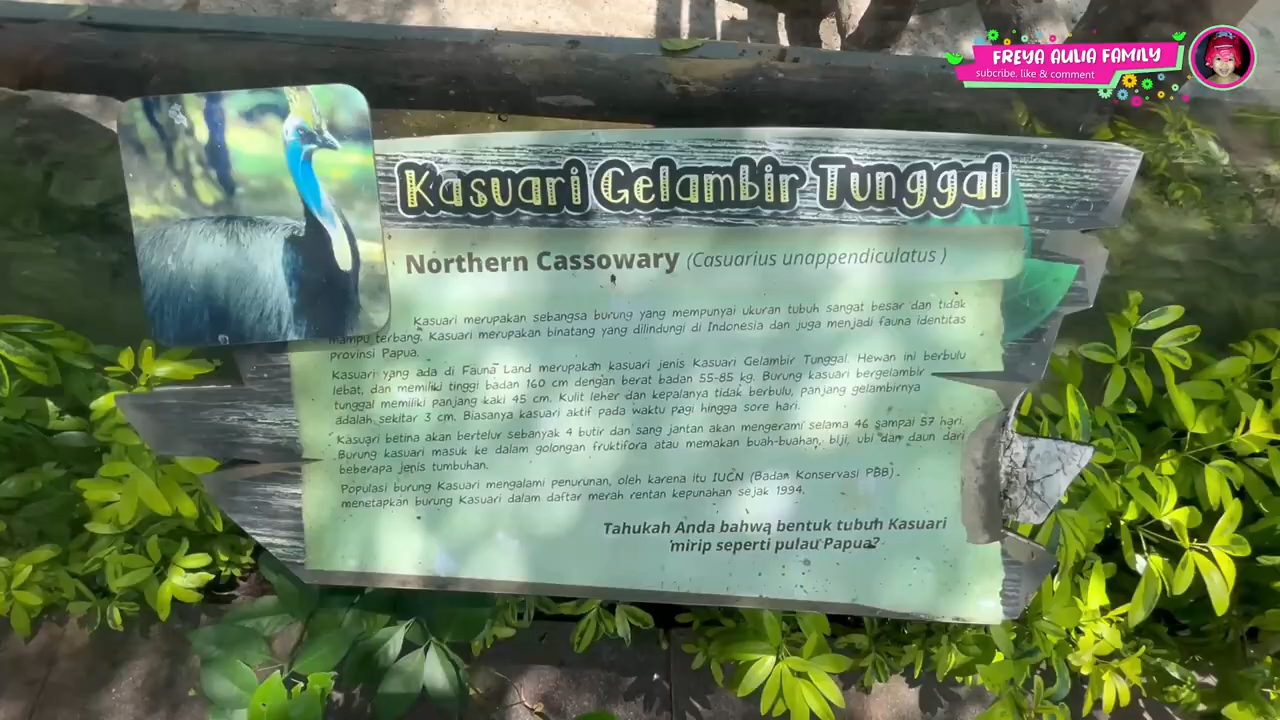 FREYA AULIA FAMILY
subcribe, like & comment
Kasuari Gelambir Tunggal
Northern Cassowary (Casuarius unappendiculatus )
Kasuari merupakan sebangsa burung yang mempunyai ukuran tubuh sangat besar dan tidak
mampu terbang. Kasuari merupakan binatang yang dilindungi di Indonesia dan juga menjadi fauna identitas
provinsi Papua.
Kasuari yang ada di Fauna Land merupakan kasuari jenis Kasuari Gelambir Tunggal. Hewan ini berbulu
lebat, dan memiliki tinggi badan 160 cm dengan berat badan 55-85 kg. Burung kasuari bergelambir
tunggal memiliki panjang kaki 45 cm. Kulit leher dan kepalanya tidak berbulu, panjang gelambirnya
adalah sekitar 3 cm. Biasanya kasuari aktif pada waktu pagi hingga sore hari.
Kasuari betina akan bertelur sebanyak 4 butir dan sang jantan akan mengerami selama 46 sampai 57 hari.
Burung kasuari masuk ke dalam golongan fruktifora atau memakan buah-buahan, biji, ubi dan daun dari
beberapa jenis tumbuhan.
Populasi burung Kasuari mengalami penurunan, oleh karena itu IUCN (Badan Konservasi PBB)
menetapkan burung Kasuari dalam daftar merah rentan kepunahan sejak 1994.
Tahukah Anda bahwa bentuk tubuh Kasuari
mirip seperti pulau Papua?